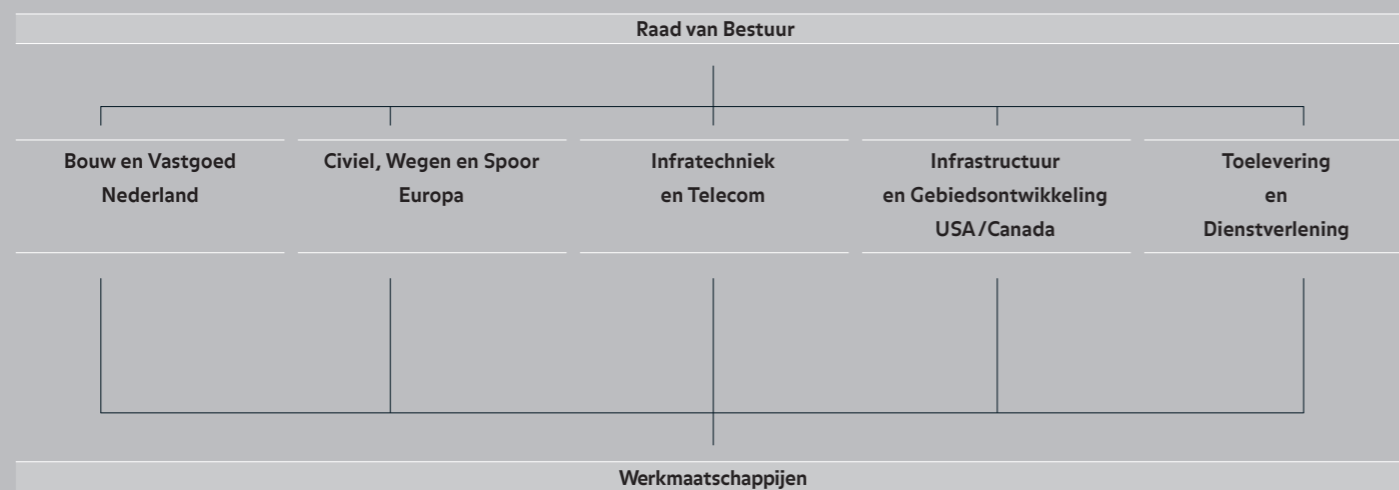 Raad van Bestuur
Bouw en Vastgoed
Nederland
Civiel, Wegen en Spoor
Europa
Infratechniek
en Telecom
Infrastructuur
en Gebiedsontwikkeling
USA/Canada
Toelevering
en
Dienstverlening
Werkmaatschappijen